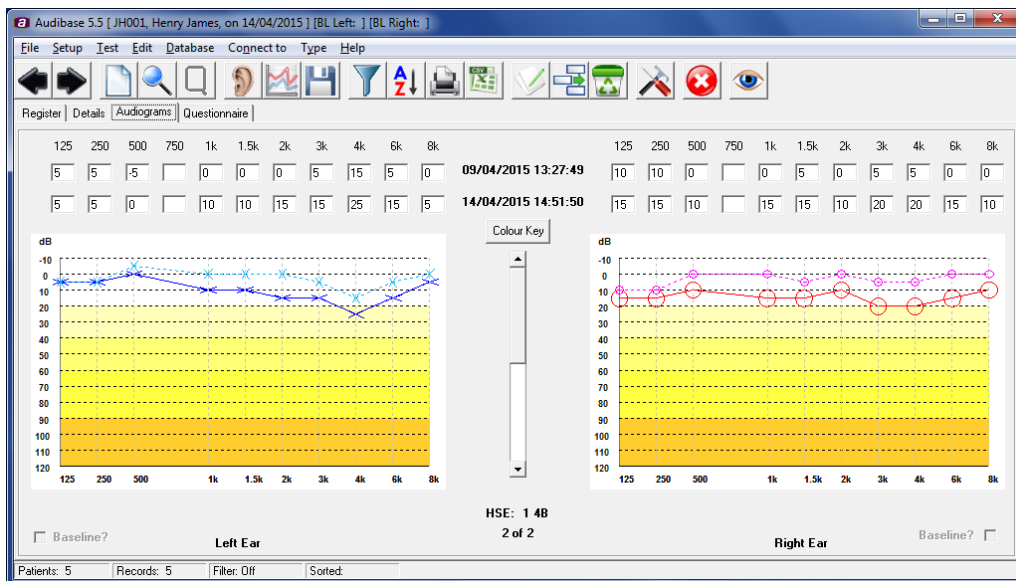 Audibase 5.5 [ JH001, Henry James, on 14/04/2015 ] [BL Left: ] [BL Right: ]
File Setup Test Edit Database Connect to Type Help
A Z CSV
Register Details Audiograms Questionnaire
125 250 500 750 1k 1.5k 2k 3k 4k 6k 8k 125 250 500 750 1k 1.5k 2k 3k 4k 6k 8k
5 5 -5 0 0 0 5 15 5 0 09/04/2015 13:27:49 10 10 0 0 5 0 5 5 0 0
5 5 0 10 10 15 15 25 15 5 14/04/2015 14:51:50 15 15 10 15 15 10 20 20 15 10
Colour Key
dB dB
-10 -10
0 0
10 10
20 20
30 30
40 40
50 50
60 60
70 70
80 80
90 90
100 100
110 110
120 120
125 250 500 1k 1.5k 2k 3k 4k 6k 8k 125 250 500 1k 1.5k 2k 3k 4k 6k 8k
HSE: 1 4B
Baseline? Left Ear 2 of 2 Right Ear Baseline?
Patients: 5 Records: 5 Filter: Off Sorted: